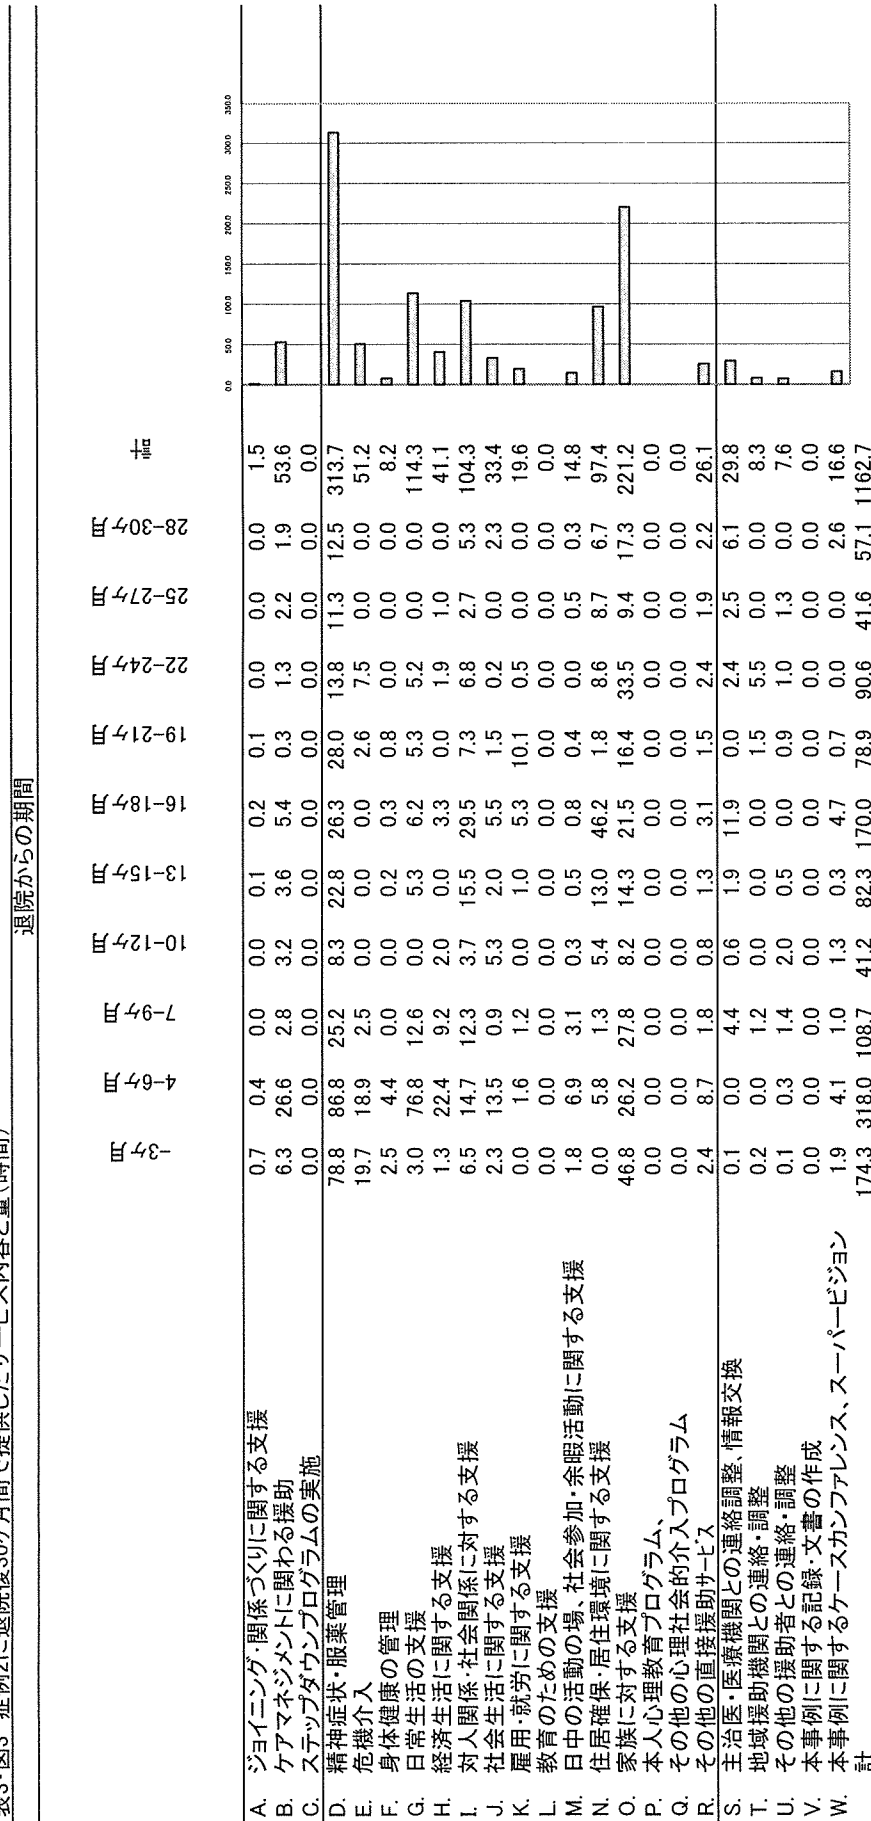 表3・図3 症例2に退院後30ヶ月間で提供したサービス内容と量(時間)
退院からの期間
-3ヶ月 4-6ヶ月 7-9ヶ月 10-12ヶ月 13-15ヶ月 16-18ヶ月 19-21ヶ月 22-24ヶ月 25-27ヶ月 28-30ヶ月 計
0.0 50.0 100.0 150.0 200.0 250.0 300.0 350.0
A. ジョイニング・関係づくりに関する支援 0.7 0.4 0.0 0.0 0.1 0.2 0.1 0.0 0.0 0.0 1.5
B. ケアマネジメントに関わる援助 6.3 26.6 2.8 3.2 3.6 5.4 0.3 1.3 2.2 1.9 53.6
C. ステップダウンプログラムの実施 0.0 0.0 0.0 0.0 0.0 0.0 0.0 0.0 0.0 0.0 0.0
D. 精神症状・服薬管理 78.8 86.8 25.2 8.3 22.8 26.3 28.0 13.8 11.3 12.5 313.7
E. 危機介入 19.7 18.9 2.5 0.0 0.0 0.0 2.6 7.5 0.0 0.0 51.2
F. 身体健康の管理 2.5 4.4 0.0 0.0 0.2 0.3 0.8 0.0 0.0 0.0 8.2
G. 日常生活の支援 3.0 76.8 12.6 0.0 5.3 6.2 5.3 5.2 0.0 0.0 114.3
H. 経済生活に関する支援 1.3 22.4 9.2 2.0 0.0 3.3 0.0 1.9 1.0 0.0 41.1
I. 対人関係・社会関係に対する支援 6.5 14.7 12.3 3.7 15.5 29.5 7.3 6.8 2.7 5.3 104.3
J. 社会生活に関する支援 2.3 13.5 0.9 5.3 2.0 5.5 1.5 0.2 0.0 2.3 33.4
K. 雇用・就労に関する支援 0.0 1.6 1.2 0.0 1.0 5.3 10.1 0.5 0.0 0.0 19.6
L. 教育のための支援 0.0 0.0 0.0 0.0 0.0 0.0 0.0 0.0 0.0 0.0 0.0
M. 日中の活動の場、社会参加・余暇活動に関する支援 1.8 6.9 3.1 0.3 0.5 0.8 0.4 0.0 0.5 0.3 14.8
N. 住居確保・居住環境に関する支援 0.0 5.8 1.3 5.4 13.0 46.2 1.8 8.6 8.7 6.7 97.4
O. 家族に対する支援 46.8 26.2 27.8 8.2 14.3 21.5 16.4 33.5 9.4 17.3 221.2
P. 本人心理教育プログラム、 0.0 0.0 0.0 0.0 0.0 0.0 0.0 0.0 0.0 0.0 0.0
Q. その他の心理社会的介入プログラム 0.0 0.0 0.0 0.0 0.0 0.0 0.0 0.0 0.0 0.0 0.0
R. その他の直接援助サービス 2.4 8.7 1.8 0.8 1.3 3.1 1.5 2.4 1.9 2.2 26.1
S. 主治医・医療機関との連絡調整、情報交換 0.1 0.0 4.4 0.6 1.9 11.9 0.0 2.4 2.5 6.1 29.8
T. 地域援助機関との連絡・調整 0.2 0.0 1.2 0.0 0.0 0.0 1.5 5.5 0.0 0.0 8.3
U. その他の援助者との連絡・調整 0.1 0.3 1.4 2.0 0.5 0.0 0.9 1.0 1.3 0.0 7.6
V. 本事例に関する記録・文書の作成 0.0 0.0 0.0 0.0 0.0 0.0 0.0 0.0 0.0 0.0 0.0
W. 本事例に関するケースカンファレンス、スーパービジョン 1.9 4.1 1.0 1.3 0.3 4.7 0.7 0.0 0.0 2.6 16.6
計 174.3 318.0 108.7 41.2 82.3 170.0 78.9 90.6 41.6 57.1 1162.7